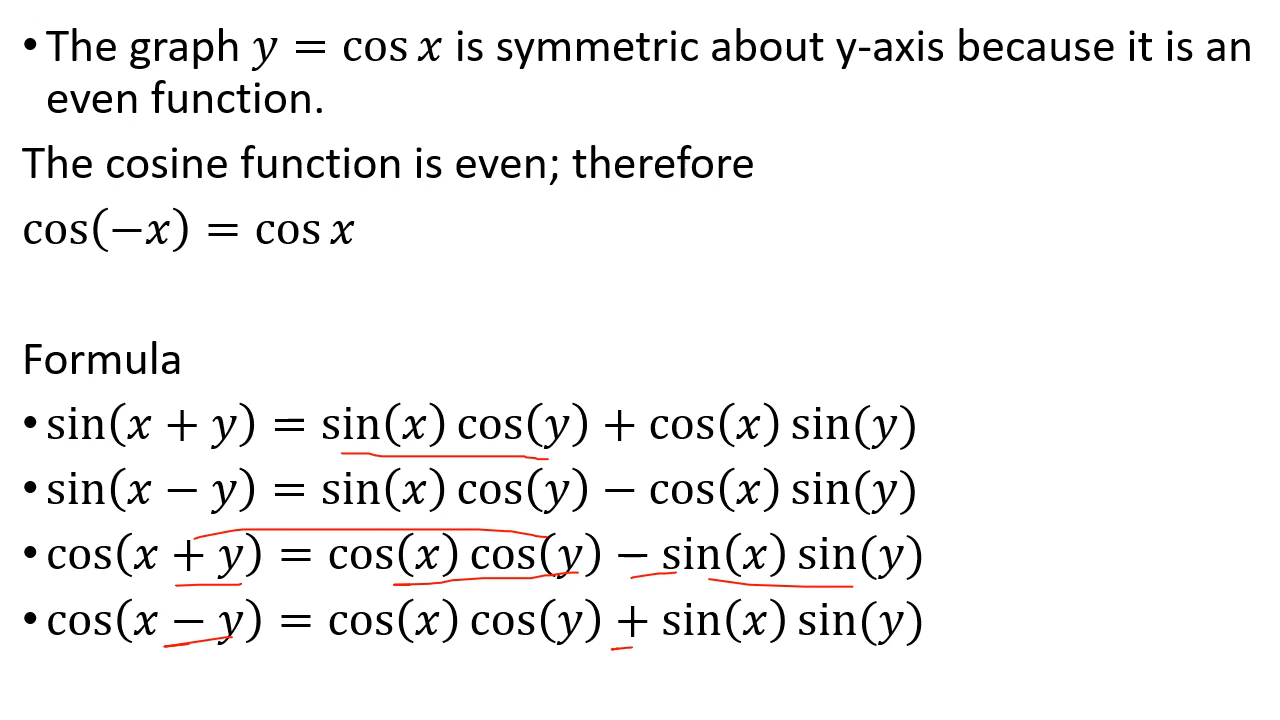 • The graph 𝑦 = cos 𝑥 is symmetric about y-axis because it is an
even function.
The cosine function is even; therefore
cos(−𝑥) = cos 𝑥
Formula
• sin(𝑥 + 𝑦) = sin(𝑥) cos(𝑦) + cos(𝑥) sin(𝑦)
• sin(𝑥 − 𝑦) = sin(𝑥) cos(𝑦) − cos(𝑥) sin(𝑦)
• cos(𝑥 + 𝑦) = cos(𝑥) cos(𝑦) − sin(𝑥) sin(𝑦)
• cos(𝑥 − 𝑦) = cos(𝑥) cos(𝑦) + sin(𝑥) sin(𝑦)